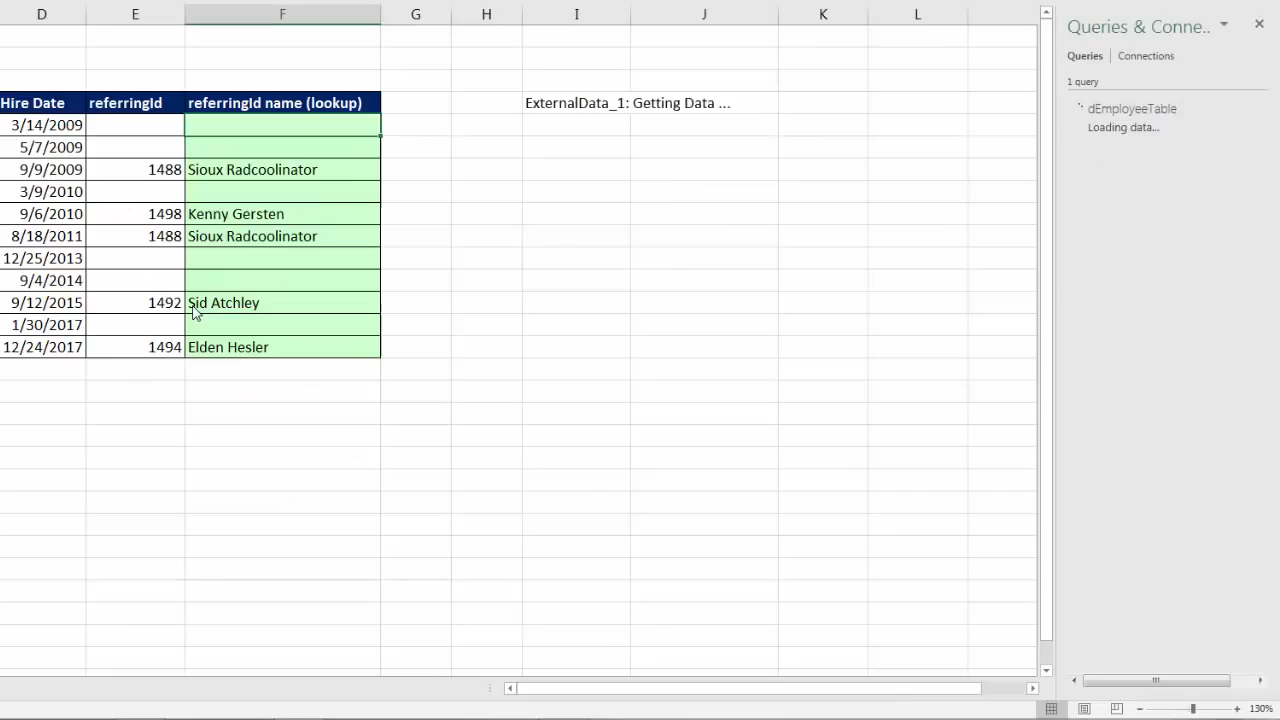 D E F G H I J K L
Queries & Conne..
Queries | Connections
1 query
dEmployeeTable
Loading data...
Hire Date referringId referringId name (lookup) ExternalData_1: Getting Data ...
3/14/2009
5/7/2009
9/9/2009 1488 Sioux Radcoolinator
3/9/2010
9/6/2010 1498 Kenny Gersten
8/18/2011 1488 Sioux Radcoolinator
12/25/2013
9/4/2014
9/12/2015 1492 Sid Atchley
1/30/2017
12/24/2017 1494 Elden Hesler
130%